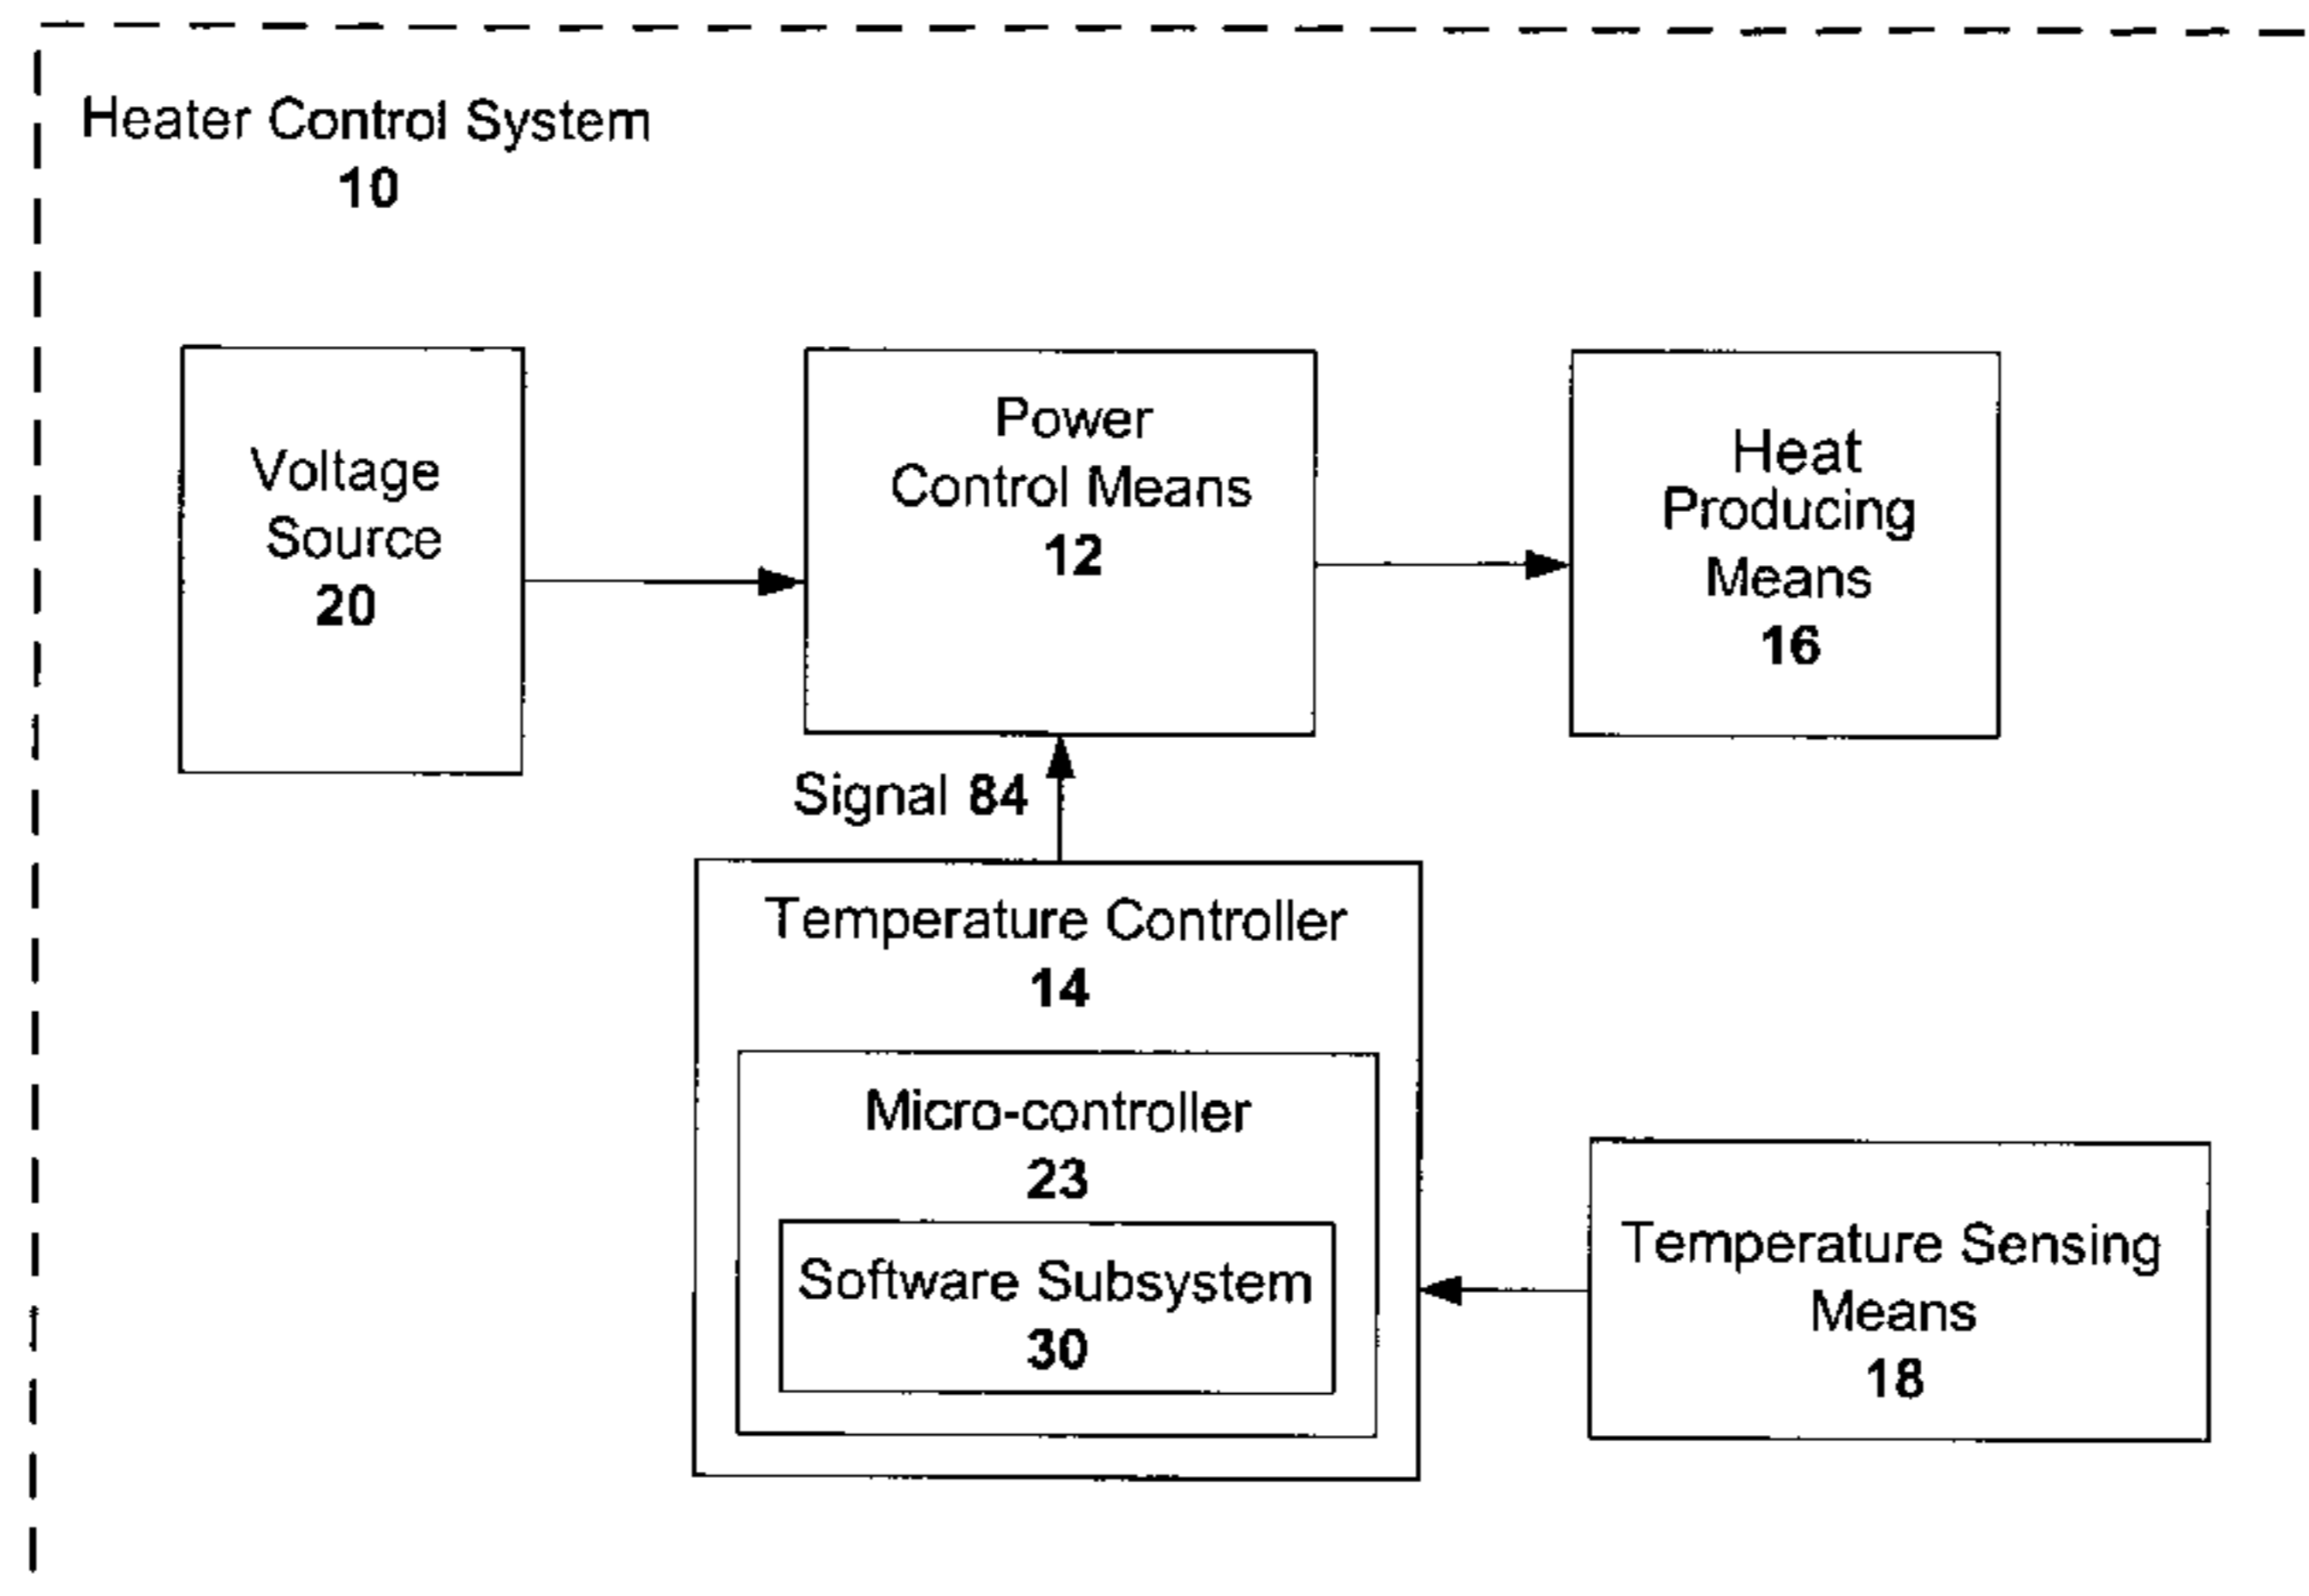 Heater Control System
10
Voltage
Source
20
Power
Control Means
12
Heat
Producing
Means
16
Signal 84
Temperature Controller
14
Micro-controller
23
Software Subsystem
30
Temperature Sensing
Means
18